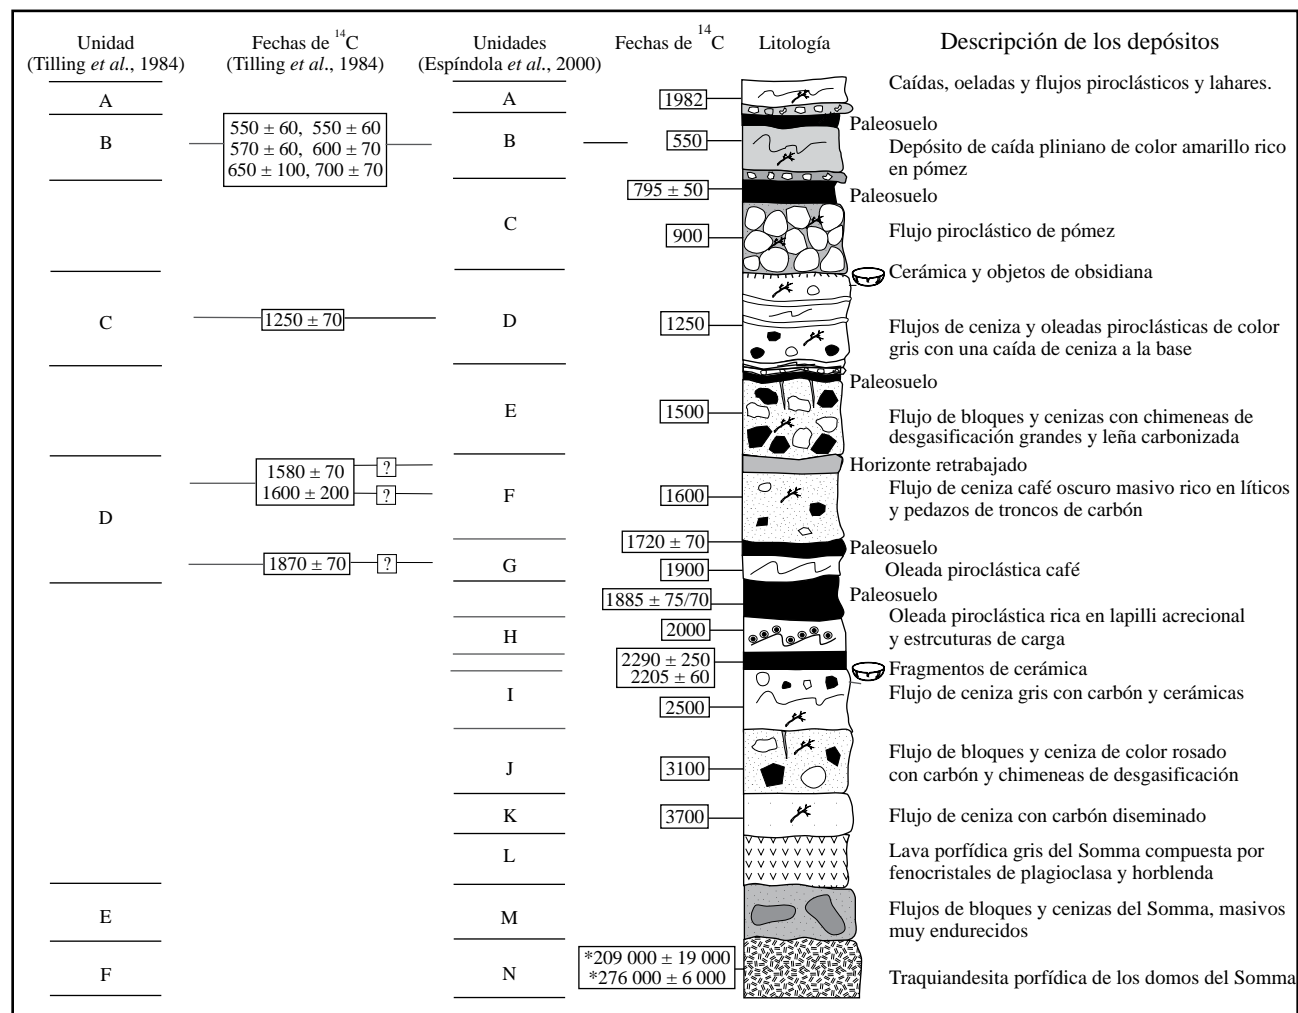 Unidad
(Tilling et al., 1984)
Fechas de 14C
(Tilling et al., 1984)
Unidades
(Espíndola et al., 2000)
Fechas de 14C
Litología
Descripción de los depósitos
A
A
1982
Caídas, oeladas y flujos piroclásticos y lahares.
Paleosuelo
B
550 ± 60, 550 ± 60
570 ± 60, 600 ± 70
650 ± 100, 700 ± 70
B
550
Depósito de caída pliniano de color amarillo rico
en pómez
795 ± 50
Paleosuelo
C
900
Flujo piroclástico de pómez
Cerámica y objetos de obsidiana
C
1250 ± 70
D
1250
Flujos de ceniza y oleadas piroclásticas de color
gris con una caída de ceniza a la base
Paleosuelo
E
1500
Flujo de bloques y cenizas con chimeneas de
desgasificación grandes y leña carbonizada
Horizonte retrabajado
D
1580 ± 70
1600 ± 200
?
?
F
1600
Flujo de ceniza café oscuro masivo rico en líticos
y pedazos de troncos de carbón
1720 ± 70
Paleosuelo
1870 ± 70
?
G
1900
Oleada piroclástica café
1885 ± 75/70
Paleosuelo
H
2000
Oleada piroclástica rica en lapilli acrecional
y estrcuturas de carga
2290 ± 250
2205 ± 60
Fragmentos de cerámica
I
2500
Flujo de ceniza gris con carbón y cerámicas
J
3100
Flujo de bloques y ceniza de color rosado
con carbón y chimeneas de desgasificación
K
3700
Flujo de ceniza con carbón diseminado
L
Lava porfídica gris del Somma compuesta por
fenocristales de plagioclasa y horblenda
E
M
Flujos de bloques y cenizas del Somma, masivos
muy endurecidos
F
N
*209 000 ± 19 000
*276 000 ± 6 000
Traquiandesita porfídica de los domos del Somma